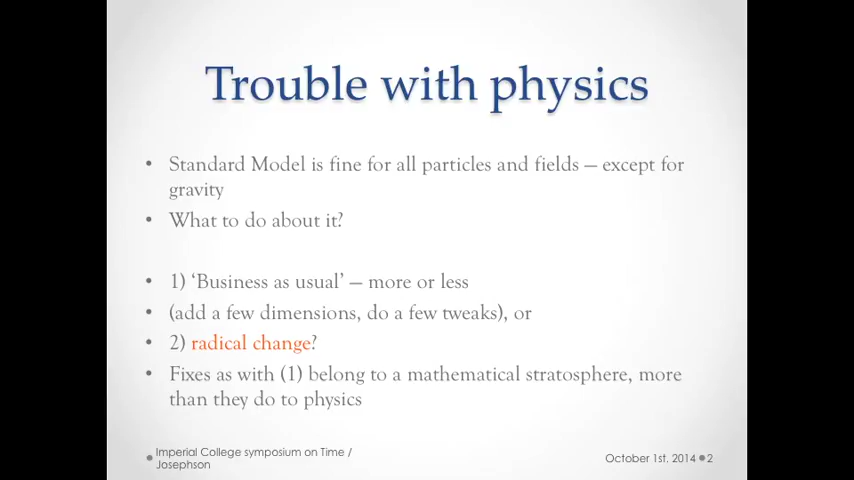 Trouble with physics
• Standard Model is fine for all particles and fields – except for
gravity
• What to do about it?
• 1) ‘Business as usual’ – more or less
• (add a few dimensions, do a few tweaks), or
• 2) radical change?
• Fixes as with (1) belong to a mathematical stratosphere, more
than they do to physics
Imperial College symposium on Time /
Josephson
October 1st. 2014 2